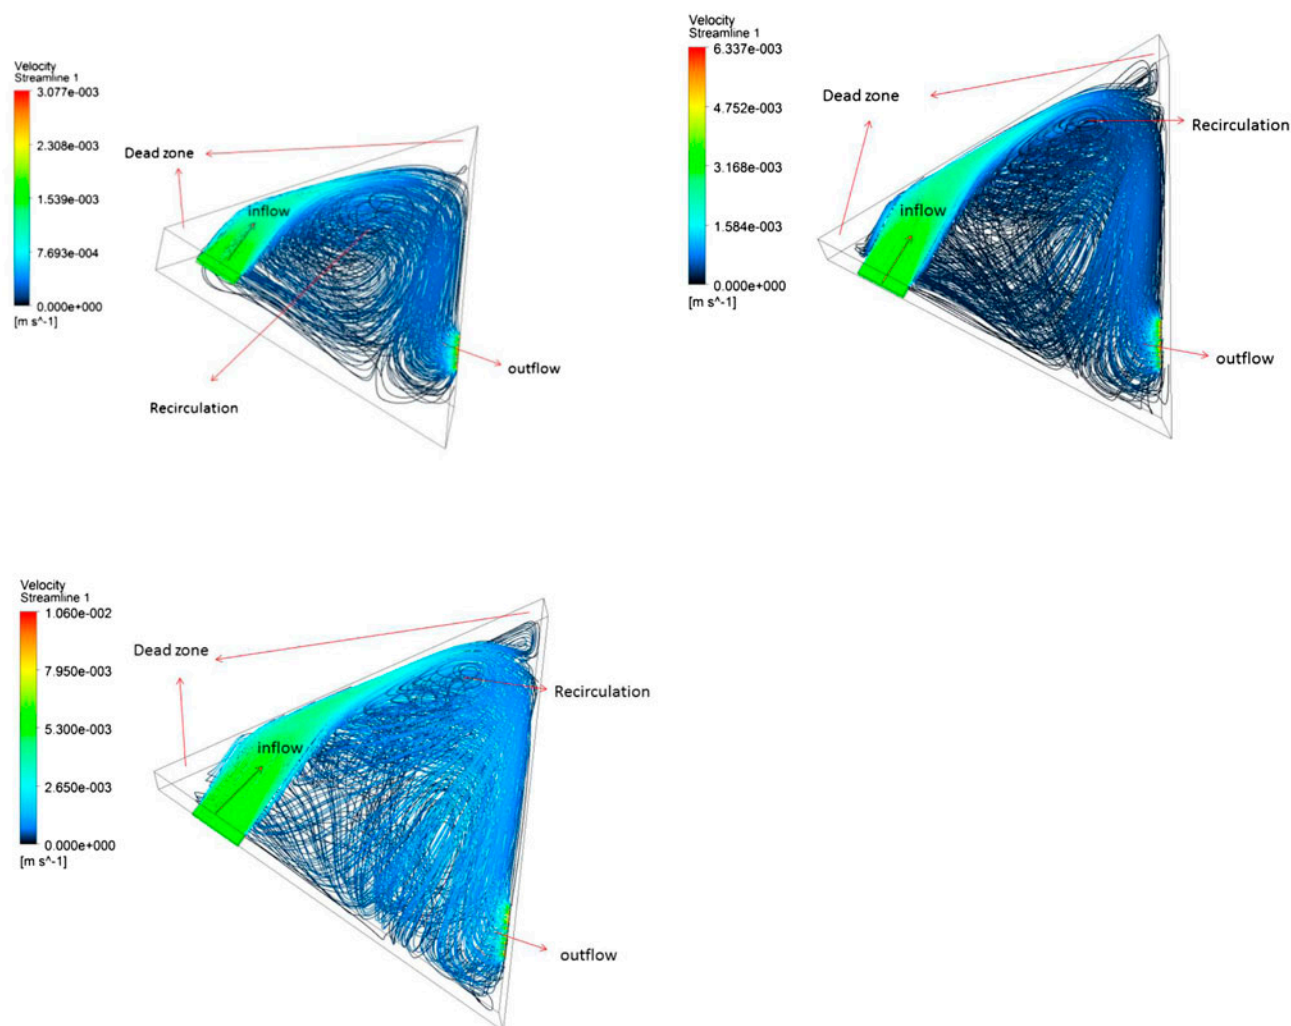 Velocity
Streamline 1
3.077e-003
2.308e-003
1.539e-003
7.693e-004
0.000e+000
[m s^-1]
Dead zone
inflow
outflow
Recirculation
Velocity
Streamline 1
6.337e-003
4.752e-003
3.168e-003
1.584e-003
0.000e+000
[m s^-1]
Dead zone
Recirculation
inflow
outflow
Velocity
Streamline 1
1.060e-002
7.950e-003
5.300e-003
2.650e-003
0.000e+000
[m s^-1]
Dead zone
Recirculation
inflow
outflow